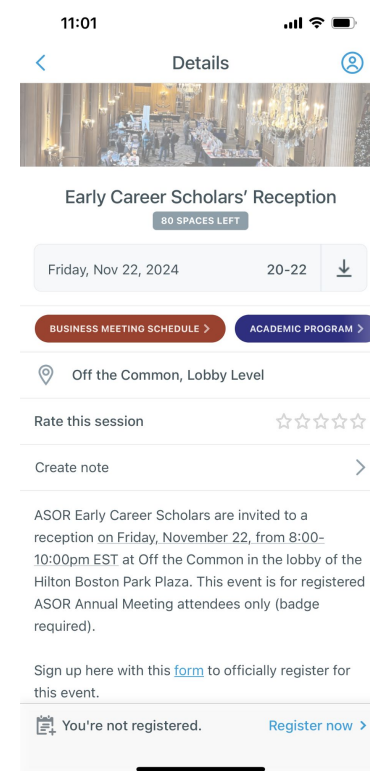 11:01
Details
Early Career Scholars' Reception
80 SPACES LEFT
Friday, Nov 22, 2024 20-22
BUSINESS MEETING SCHEDULE > ACADEMIC PROGRAM >
Off the Common, Lobby Level
Rate this session
Create note
ASOR Early Career Scholars are invited to a
reception on Friday, November 22, from 8:00-
10:00pm EST at Off the Common in the lobby of the
Hilton Boston Park Plaza. This event is for registered
ASOR Annual Meeting attendees only (badge
required).
Sign up here with this form to officially register for
this event.
You're not registered. Register now >